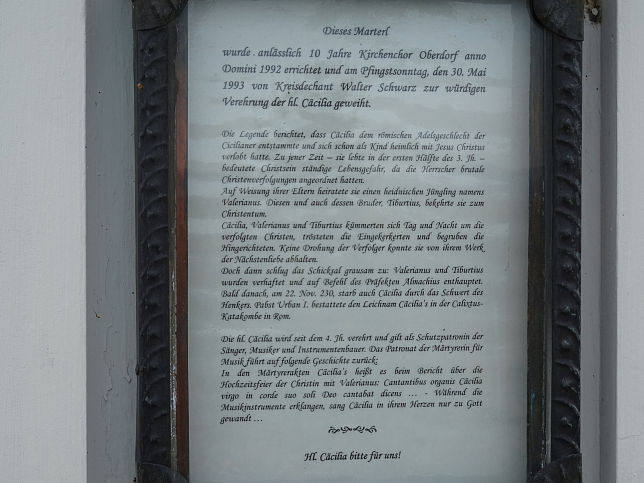 Dieses Marterl
wurde anlässlich 10 Jahre Kirchenchor Oberdorf anno
Domini 1992 errichtet und am Pfingstsonntag, den 30. Mai
1993 von Kreisdechant Walter Schwarz zur würdigen
Verehrung der hl. Cäcilia geweiht.
Die Legende berichtet, dass Cäcilia dem römischen Adelsgeschlecht der
Cicilianer entstammte und sich schon als Kind heimlich mit Jesus Christus
verlobt hatte. Zu jener Zeit – sie lebte in der ersten Hälfte des 3. Jh. –
bedeutete Christsein ständige Lebensgefahr, da die Herrscher brutale
Christenverfolgungen angeordnet hatten.
Auf Weisung ihrer Eltern heiratete sie einen heidnischen Jüngling namens
Valerianus. Diesen und auch dessen Bruder, Tiburtius, bekehrte sie zum
Christentum.
Cäcilia, Valerianus und Tiburtius kümmerten sich Tag und Nacht um die
verfolgten Christen, trösteten die Eingekerkerten und begruben die
Hingerichteten. Keine Drohung der Verfolger konnte sie von ihrem Werk
der Nächstenliebe abhalten.
Doch dann schlug das Schicksal grausam zu: Valerianus und Tiburtius
wurden verhaftet und auf Befehl des Präfekten Almachius enthauptet.
Bald danach, am 22. Nov. 230, starb auch Cäcilia durch das Schwert des
Henkers. Pabst Urban I. bestattete den Leichnam Cäcilia's in der Calixtus-
Katakombe in Rom.
Die hl. Cäcilia wird seit dem 4. Jh. verehrt und gilt als Schutzpatronin der
Sänger, Musiker und Instrumentenbauer. Das Patronat der Märtyrerin für
Musik führt auf folgende Geschichte zurück:
In den Märtyrerakten Cäcilia's heißt es beim Bericht über die
Hochzeitsfeier der Christin mit Valerianus: Cantantibus organis Cäcilia
virgo in corde suo soli Deo cantabat dicens … - Während die
Musikinstrumente erklangen, sang Cäcilia in ihrem Herzen nur zu Gott
gewandt …
Hl. Cäcilia bitte für uns!